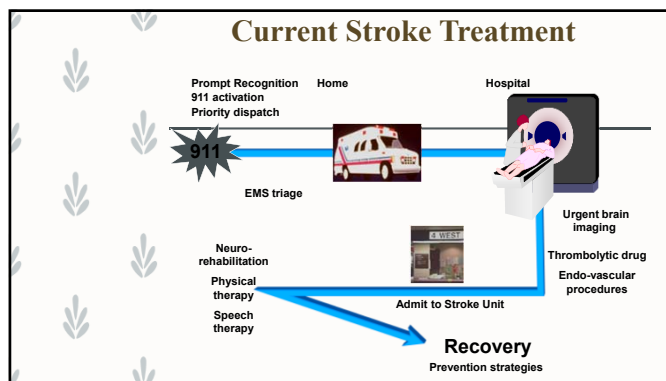 Current Stroke Treatment
Prompt Recognition
911 activation
Priority dispatch
Home
Hospital
911
EMS triage
Urgent brain
imaging
4 WEST
Neuro-
rehabilitation
Thrombolytic drug
Physical
therapy
Endo-vascular
procedures
Admit to Stroke Unit
Speech
therapy
Recovery
Prevention strategies